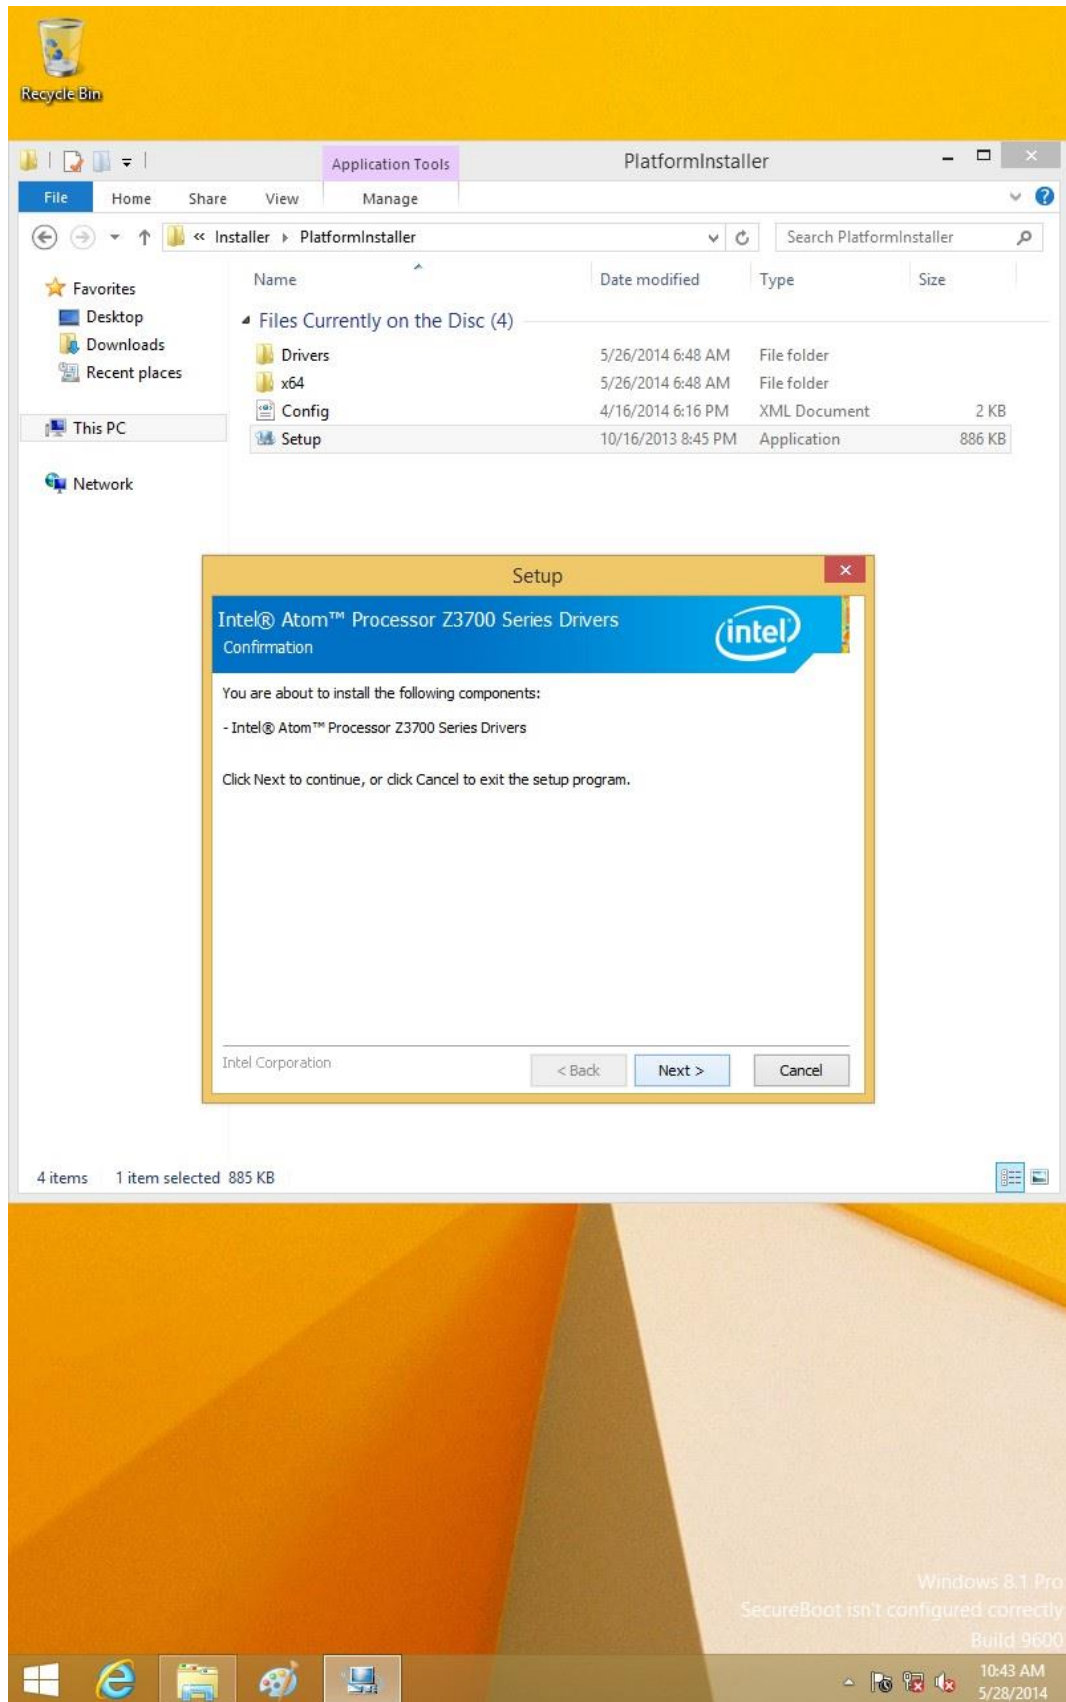 Recycle Bin
Application Tools
PlatformInstaller
File
Home
Share
View
Manage
« Installer
PlatformInstaller
Search PlatformInstaller
Name
Date modified
Type
Size
Favorites
Desktop
Downloads
Recent places
This PC
Network
Files Currently on the Disc (4)
Drivers 5/26/2014 6:48 AM File folder
x64 5/26/2014 6:48 AM File folder
Config 4/16/2014 6:16 PM XML Document 2 KB
Setup 10/16/2013 8:45 PM Application 886 KB
Setup
Intel® Atom™ Processor Z3700 Series Drivers
Confirmation
intel
You are about to install the following components:
- Intel® Atom™ Processor Z3700 Series Drivers
Click Next to continue, or click Cancel to exit the setup program.
Intel Corporation
< Back
Next >
Cancel
4 items 1 item selected 885 KB
Windows 8.1 Pro
SecureBoot isn't configured correctly
Build 9600
10:43 AM
5/28/2014